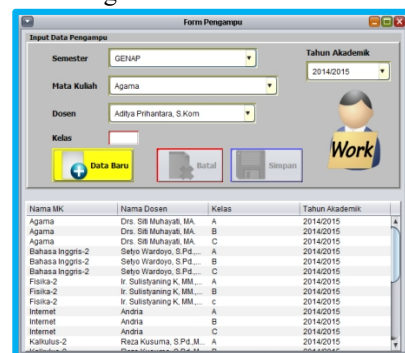 Form Pengampu
Input Data Pengampu
Semester GENAP
Tahun Akademik
2014/2015
Mata Kuliah Agama
Dosen Aditya Prihantara, S.Kom
Kelas
Work
Data Baru Batal Simpan
Nama MK Nama Dosen Kelas Tahun Akademik
Agama Drs. Siti Muhayati, MA. A 2014/2015
Agama Drs. Siti Muhayati, MA. B 2014/2015
Agama Drs. Siti Muhayati, MA. C 2014/2015
Bahasa Inggris-2 Setyo Wardoyo, S.Pd.,... A 2014/2015
Bahasa Inggris-2 Setyo Wardoyo, S.Pd.,... B 2014/2015
Bahasa Inggris-2 Setyo Wardoyo, S.Pd.,... C 2014/2015
Fisika-2 Ir. Sulistyaning K, MM.,... A 2014/2015
Fisika-2 Ir. Sulistyaning K, MM.,... B 2014/2015
Fisika-2 Ir. Sulistyaning K, MM.,... c 2014/2015
Internet Andria A 2014/2015
Internet Andria B 2014/2015
Internet Andria C 2014/2015
Kalkulus-2 Reza Kusuma, S.Pd.,M... A 2014/2015